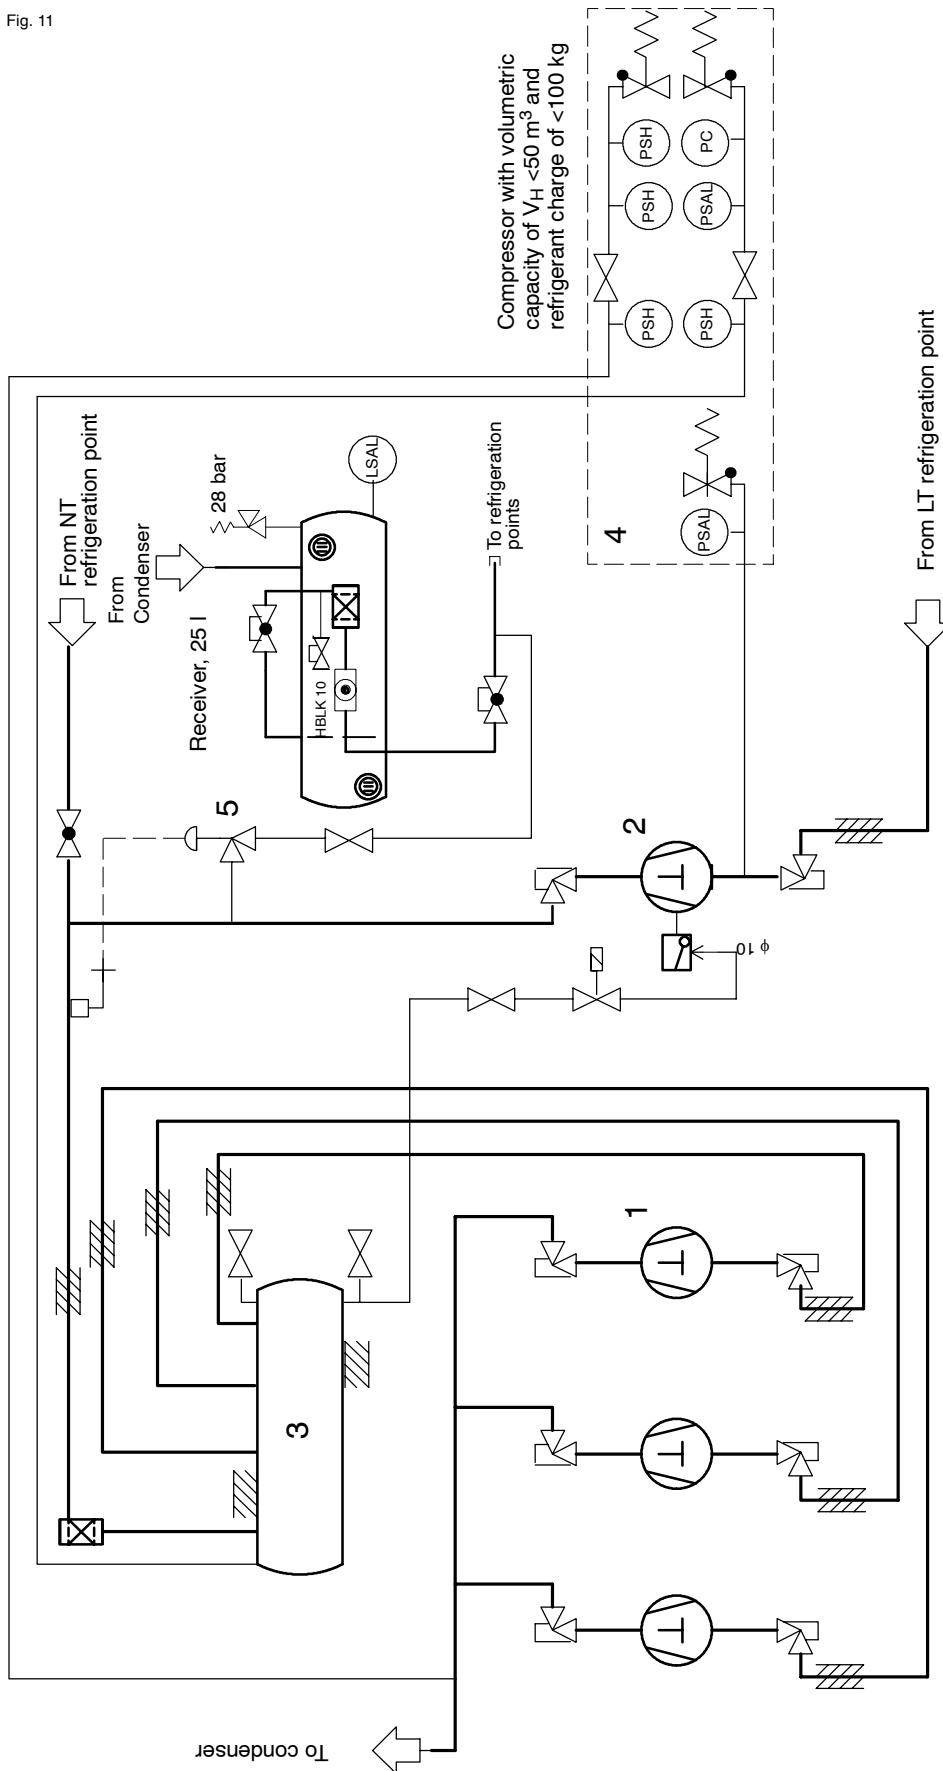 Fig. 11
Compressor with volumetric
capacity of VH <50 m³ and
refrigerant charge of <100 kg
PSH
PSH
PSH
PC
PSAL
PSH
PSAL
4
From NT
refrigeration point
From
Condenser
28 bar
LSAL
Receiver, 25 l
HBLK 10
To refrigeration
points
From LT refrigeration point
5
2
φ 10
1
3
To condenser